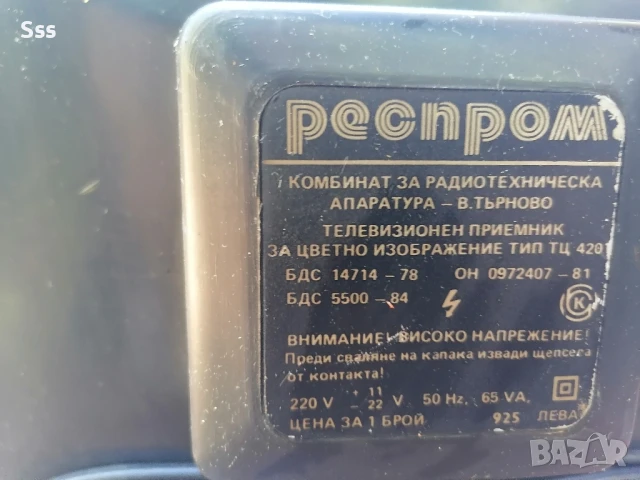 Sss
респром
КОМБИНАТ ЗА РАДИОТЕХНИЧЕСКА
АПАРАТУРА – В.ТЪРНОВО
ТЕЛЕВИЗИОНЕН ПРИЕМНИК
ЗА ЦВЕТНО ИЗОБРАЖЕНИЕ ТИП ТЦ 420
БДС 14714–78 ОН 0972407–81
БДС 5500–84 К
ВНИМАНИЕ! ВИСОКО НАПРЕЖЕНИЕ!
Преди сваляне на капака извади щепсела
от контакта!
220 V + 11 – 22 V 50 Hz, 65 VA,
ЦЕНА ЗА 1 БРОЙ 925 ЛЕВА
BAZAR